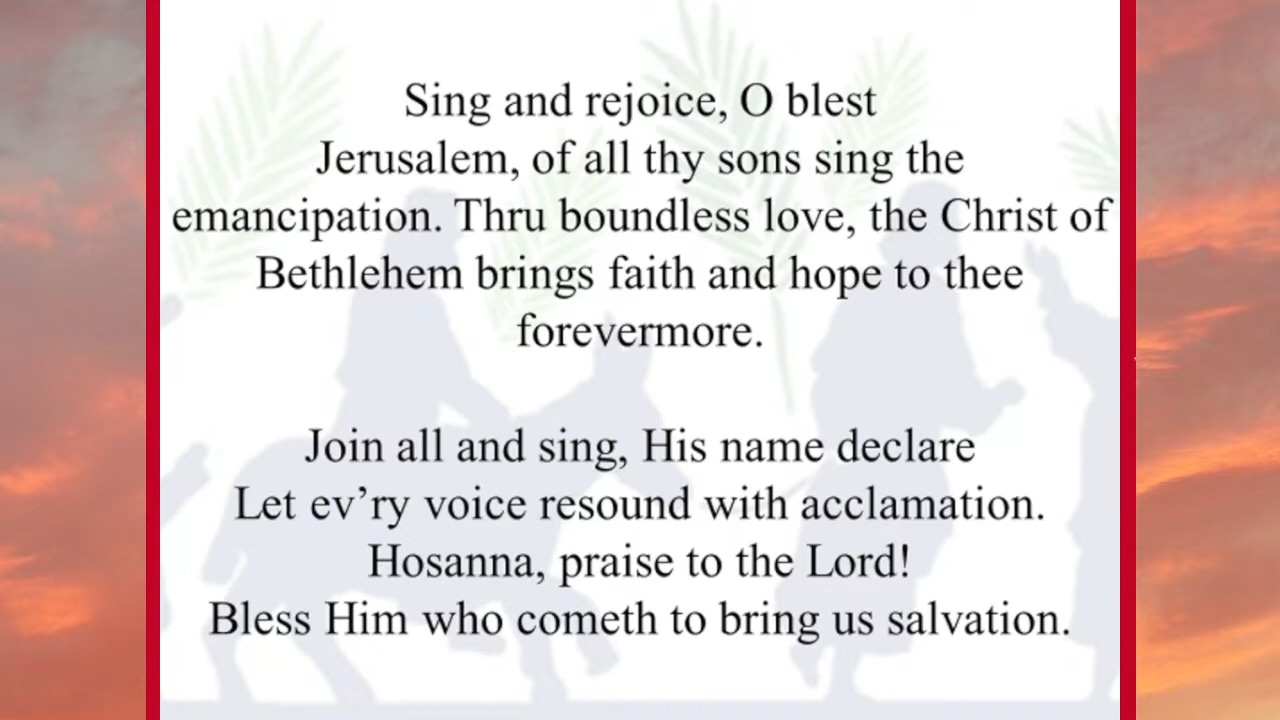 Sing and rejoice, O blest
Jerusalem, of all thy sons sing the
emancipation. Thru boundless love, the Christ of
Bethlehem brings faith and hope to thee
forevermore.
Join all and sing, His name declare
Let ev’ry voice resound with acclamation.
Hosanna, praise to the Lord!
Bless Him who cometh to bring us salvation.